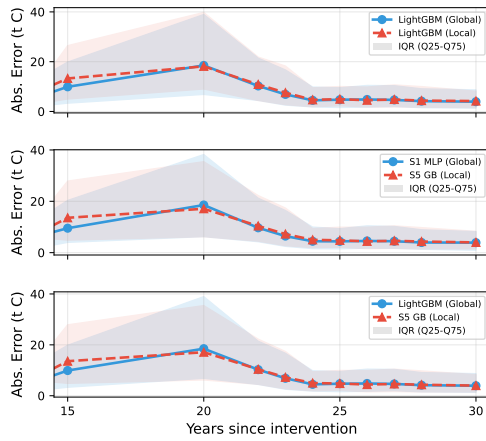 40
20
0
Abs. Error (t C)
LightGBM (Global)
LightGBM (Local)
IQR (Q25-Q75)
40
20
0
Abs. Error (t C)
S1 MLP (Global)
S5 GB (Local)
IQR (Q25-Q75)
40
20
0
Abs. Error (t C)
LightGBM (Global)
S5 GB (Local)
IQR (Q25-Q75)
15 20 25 30
Years since intervention